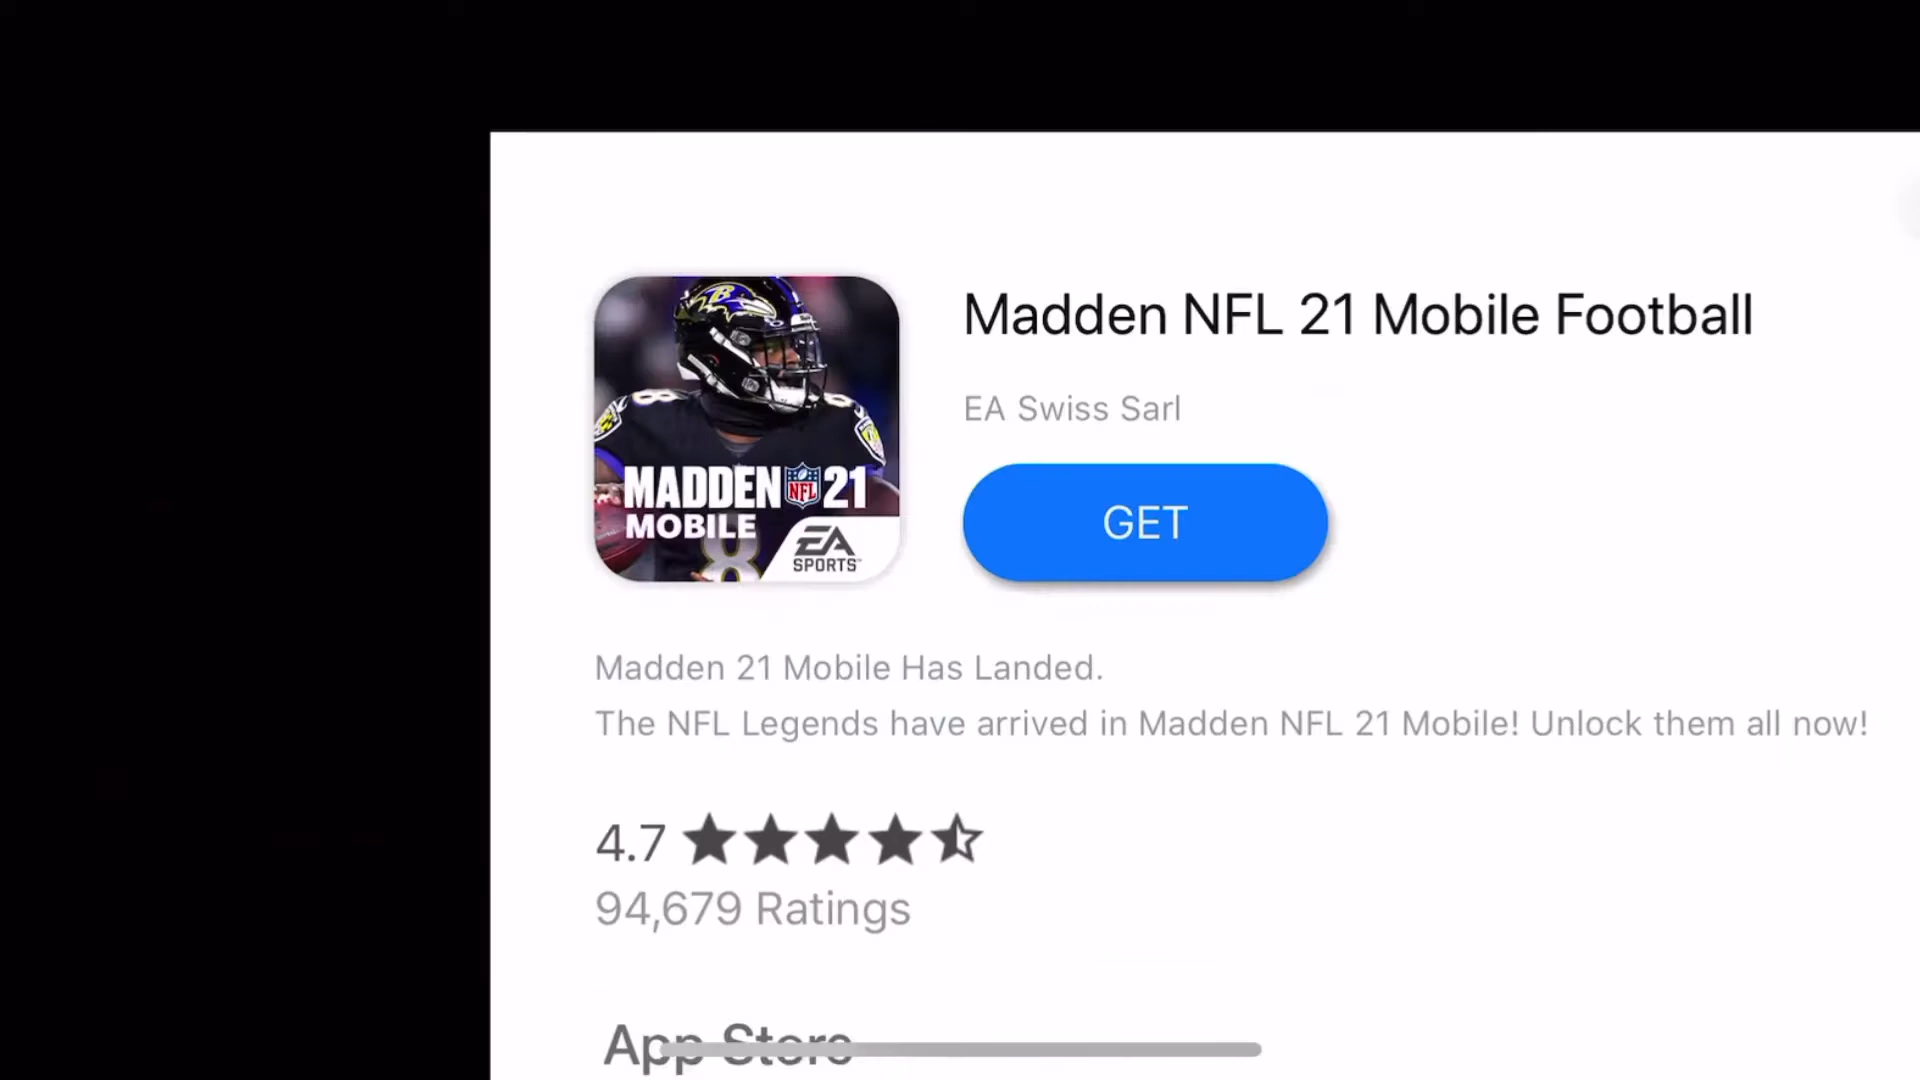 Madden NFL 21 Mobile Football
EA Swiss Sarl
GET
MADDEN NFL 21
MOBILE
EA
SPORTS
8
8
Madden 21 Mobile Has Landed.
The NFL Legends have arrived in Madden NFL 21 Mobile! Unlock them all now!
4.7
94,679 Ratings
App Store